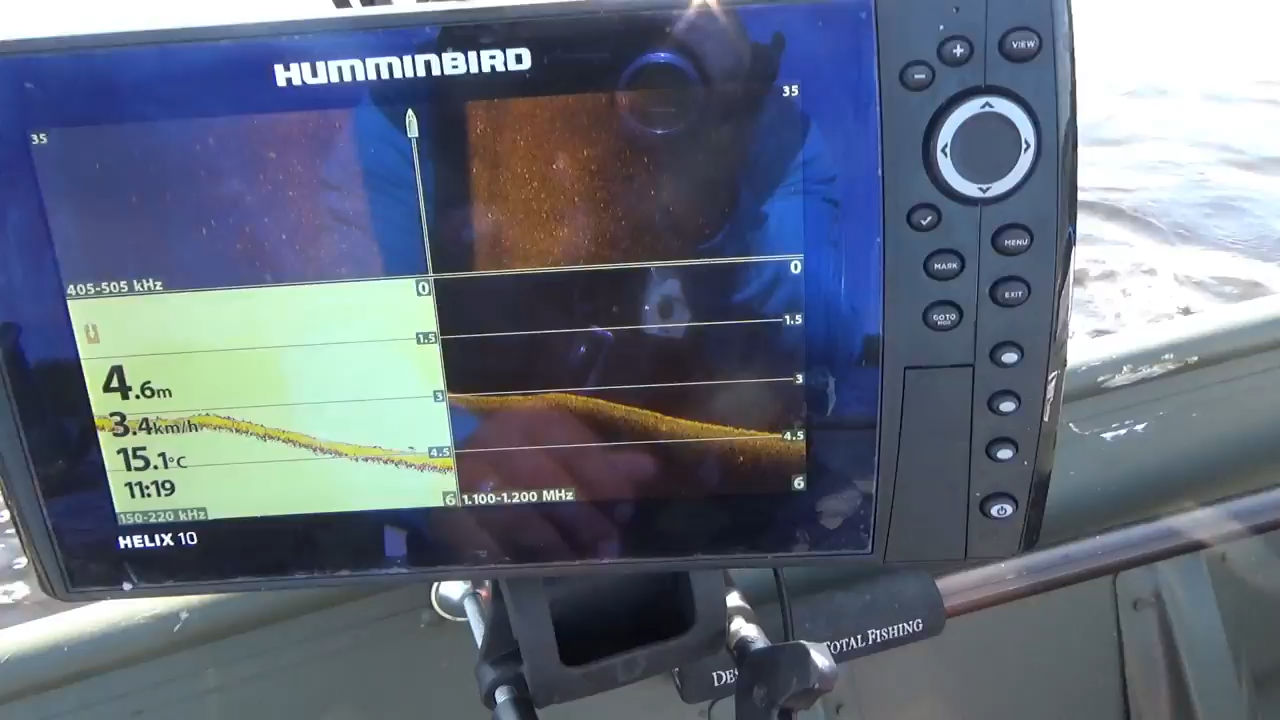 HUMMINBIRD
35
35
405-505 kHz
0
0
1.5
1.5
4.6m
3
3
3.4km/h
15.1°C
4.5
4.5
11:19
6
6
150-220 kHz
1.100-1.200 MHz
HELIX 10
VIEW
MENU
MARK
EXIT
GO TO
TOTAL FISHING